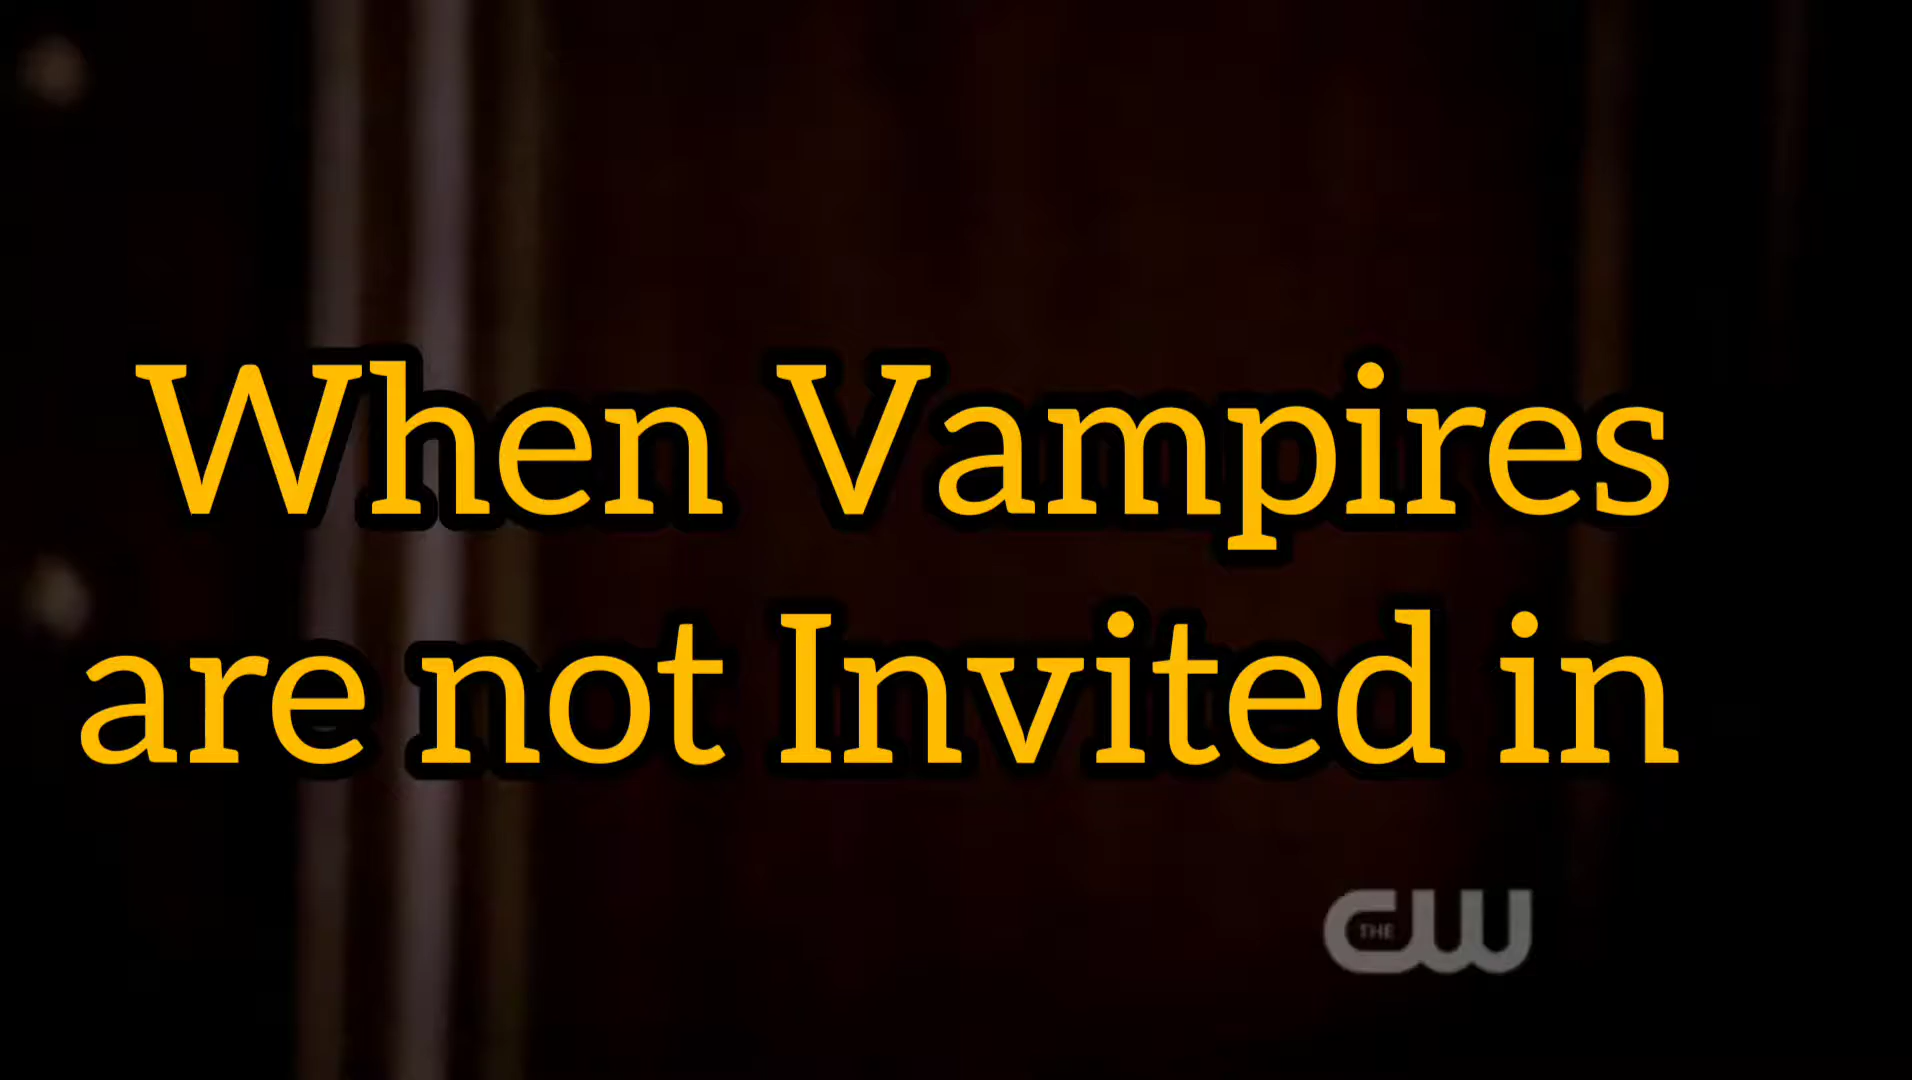 When Vampires
are not Invited in
THE CW